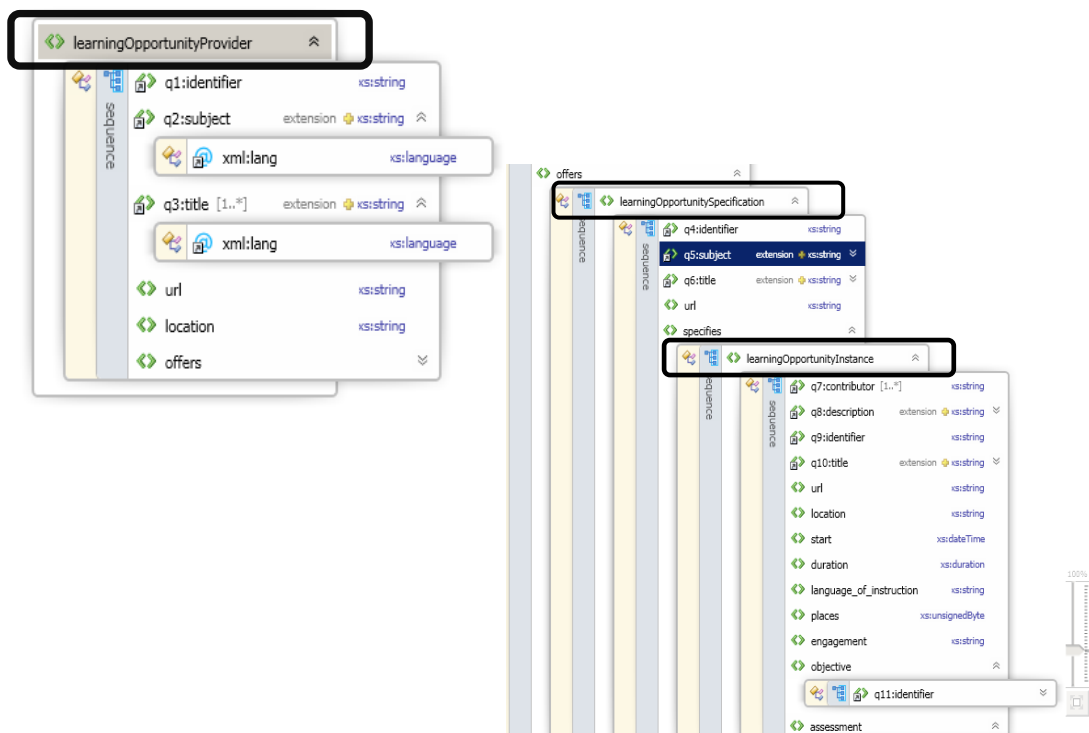 learningOpportunityProvider
sequence
q1:identifier xs:string
q2:subject extension xs:string
xml:lang xs:language
q3:title [1..*] extension xs:string
xml:lang xs:language
url xs:string
location xs:string
offers
offers
learningOpportunitySpecification
sequence
sequence
q4:identifier xs:string
q5:subject extension xs:string
q6:title extension xs:string
url xs:string
specifies
learningOpportunityInstance
sequence
sequence
q7:contributor [1..*] xs:string
q8:description extension xs:string
q9:identifier xs:string
q10:title extension xs:string
url xs:string
location xs:string
start xs:dateTime
duration xs:duration
language_of_instruction xs:string
places xs:unsignedByte
engagement xs:string
objective
q11:identifier
assessment
100%